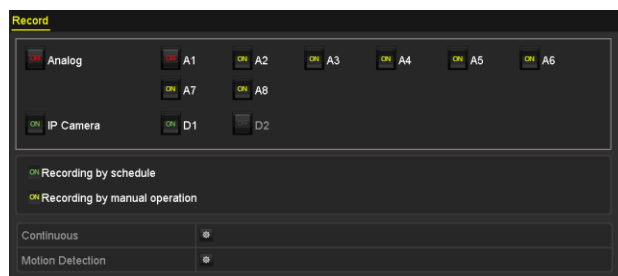 Record
OFF Analog OFF A1 ON A2 ON A3 ON A4 ON A5 ON A6
ON A7 ON A8
ON IP Camera ON D1 D2
ON Recording by schedule
ON Recording by manual operation
Continuous
Motion Detection